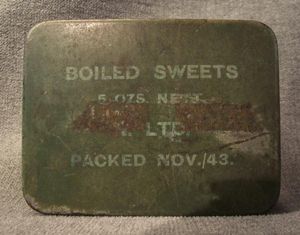 BOILED SWEETS
5 OZS. NETT.
LTD.
PACKED NOV./43.